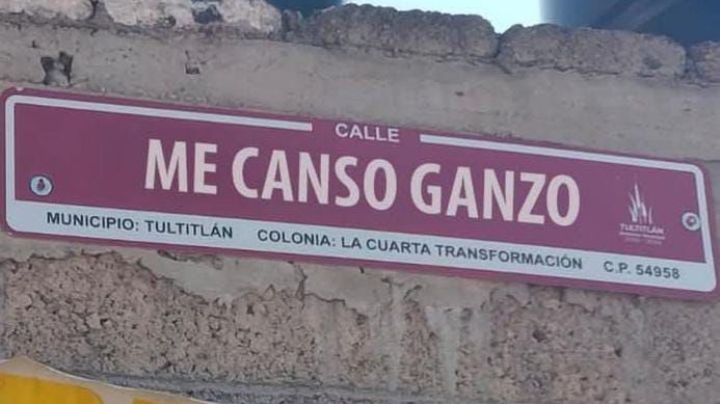 CALLE
ME CANSO GANZO
TULTITLÁN
MUNICIPIO: TULTITLÁN COLONIA: LA CUARTA TRANSFORMACIÓN C.P. 54958